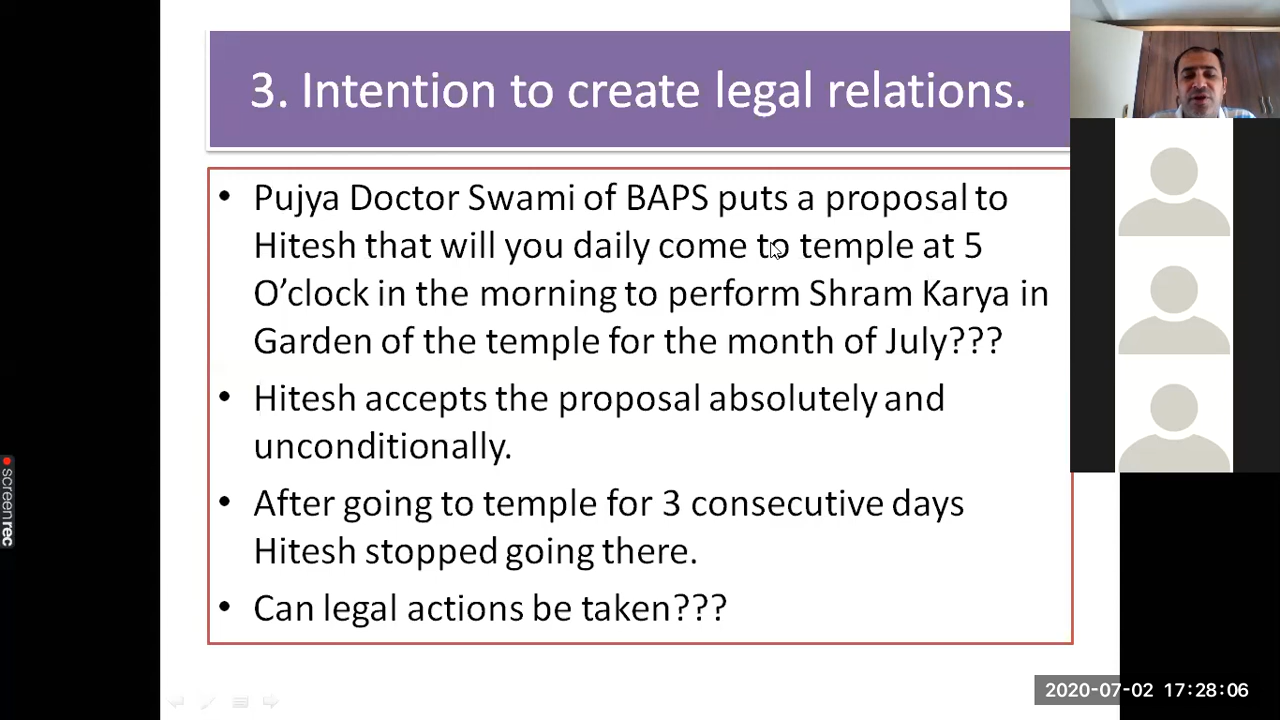 3. Intention to create legal relations.
• Pujya Doctor Swami of BAPS puts a proposal to
Hitesh that will you daily come to temple at 5
O’clock in the morning to perform Shram Karya in
Garden of the temple for the month of July???
• Hitesh accepts the proposal absolutely and
unconditionally.
• After going to temple for 3 consecutive days
Hitesh stopped going there.
• Can legal actions be taken???
screenrec
2020-07-02 17:28:06